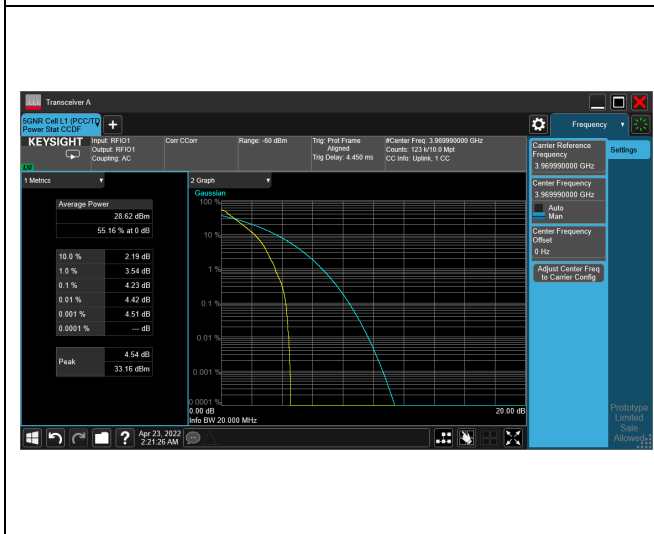 Transceiver A
5GNR Cell L1 (PCC/TD
Power Stat CCDF
Frequency
KEYSIGHT
Input: RFIO1
Output: RFIO1
Coupling: AC
Corr CCorr
Range: -60 dBm
Trig: Prot Frame
Aligned
Trig Delay: 4.450 ms
#Center Freq: 3.969990000 GHz
Counts: 123 k/10.0 Mpt
CC Info: Uplink, 1 CC
1 Metrics
Average Power
28.62 dBm
55.16 % at 0 dB
10.0 % 2.19 dB
1.0 % 3.54 dB
0.1 % 4.23 dB
0.01 % 4.42 dB
0.001 % 4.51 dB
0.0001 % --- dB
Peak
4.54 dB
33.16 dBm
2 Graph
Gaussian
100 %
10 %
1 %
0.1 %
0.01 %
0.001 %
0.0001 %
0.00 dB
20.00 dB
Info BW 20.000 MHz
Carrier Reference
Frequency
3.969990000 GHz
Center Frequency
3.969990000 GHz
Auto
Man
Center Frequency
Offset
0 Hz
Adjust Center Freq
to Carrier Config
Settings
Prototype
Limited
Sale
Allowed
?
Apr 23, 2022
2:21:26 AM